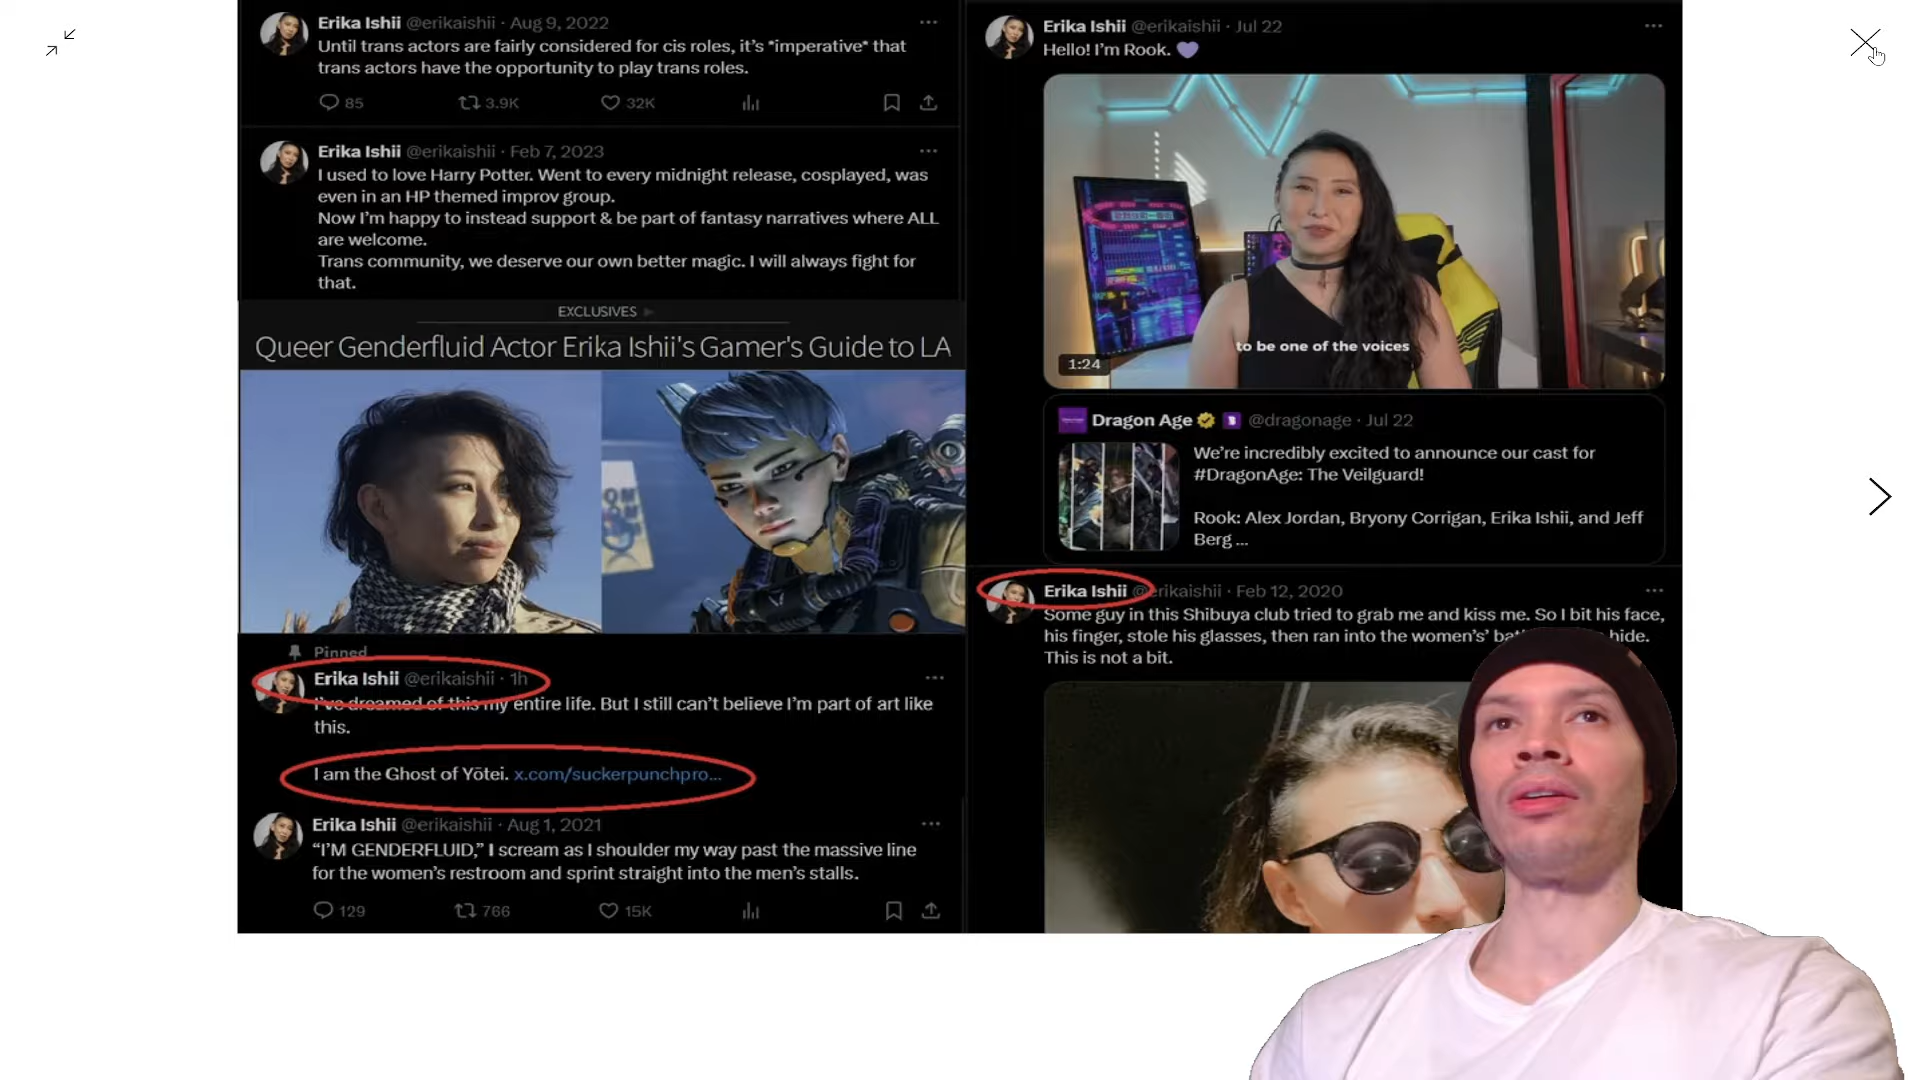 Erika Ishii @erikaishii · Aug 9, 2022
Until trans actors are fairly considered for cis roles, it's *imperative* that
trans actors have the opportunity to play trans roles.
85 3.9K 32K
Erika Ishii @erikaishii · Feb 7, 2023
I used to love Harry Potter. Went to every midnight release, cosplayed, was
even in an HP themed improv group.
Now I'm happy to instead support & be part of fantasy narratives where ALL
are welcome.
Trans community, we deserve our own better magic. I will always fight for
that.
EXCLUSIVES
Queer Genderfluid Actor Erika Ishii's Gamer's Guide to LA
Pinned
Erika Ishii @erikaishii · 1h
I've dreamed of this my entire life. But I still can't believe I'm part of art like
this.
I am the Ghost of Yōtei. x.com/suckerpunchpro...
Erika Ishii @erikaishii · Aug 1, 2021
“I'M GENDERFLUID,” I scream as I shoulder my way past the massive line
for the women's restroom and sprint straight into the men's stalls.
129 766 15K
Erika Ishii @erikaishii · Jul 22
Hello! I'm Rook. 💜
to be one of the voices
1:24
Dragon Age @dragonage · Jul 22
We're incredibly excited to announce our cast for
#DragonAge: The Veilguard!
Rook: Alex Jordan, Bryony Corrigan, Erika Ishii, and Jeff
Berg ...
Erika Ishii @erikaishii · Feb 12, 2020
Some guy in this Shibuya club tried to grab me and kiss me. So I bit his face,
his finger, stole his glasses, then ran into the women's' hide.
This is not a bit.